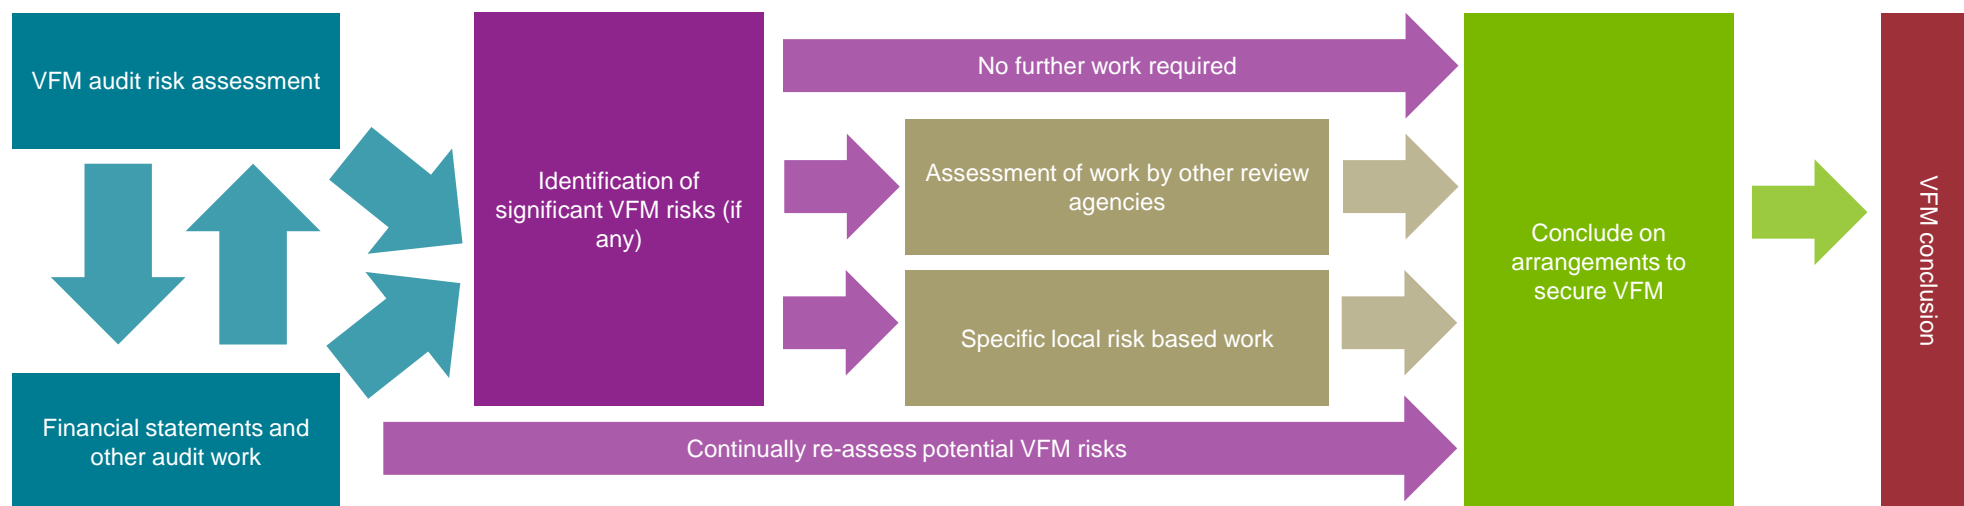 VFM audit risk assessment
Financial statements and
other audit work
Identification of
significant VFM risks (if
any)
No further work required
Assessment of work by other review
agencies
Specific local risk based work
Continually re-assess potential VFM risks
Conclude on
arrangements to
secure VFM
VFM conclusion